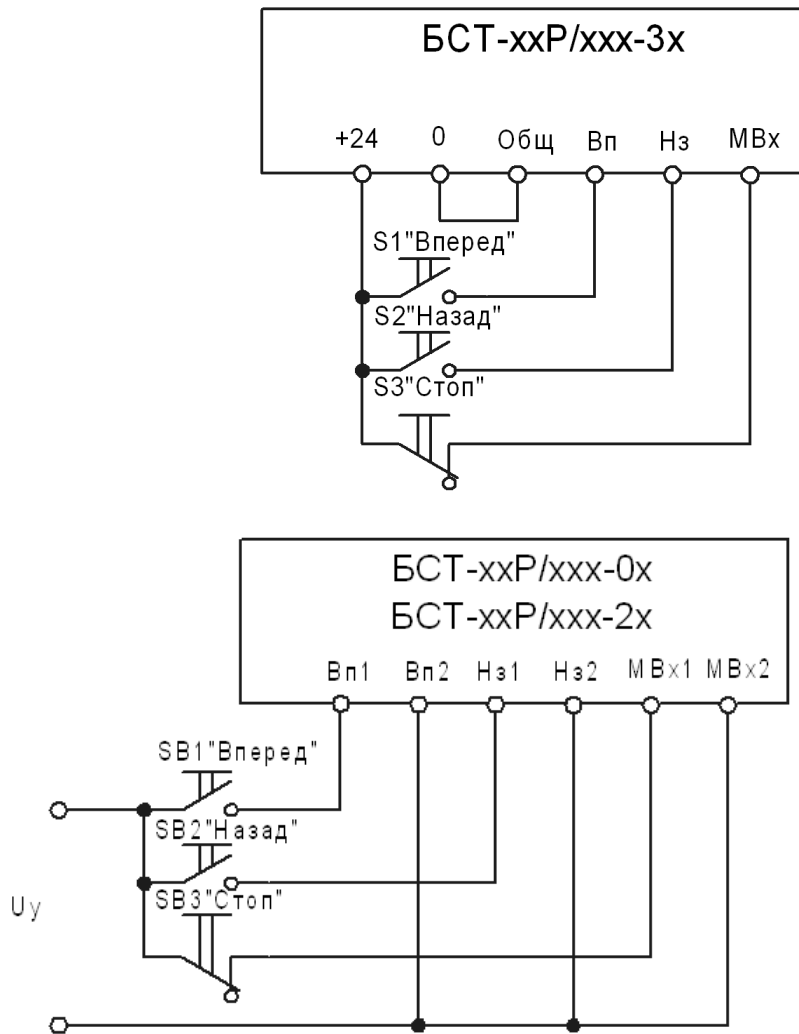 БСТ-ххР/ххх-3х
+24 0 Общ Вп Нз МВх
S1"Вперед"
S2"Назад"
S3"Стоп"
БСТ-ххР/ххх-0х
БСТ-ххР/ххх-2х
Вп1 Вп2 Нз1 Нз2 МВх1 МВх2
SB1"Вперед"
SB2"Назад"
SB3"Стоп"
Uу